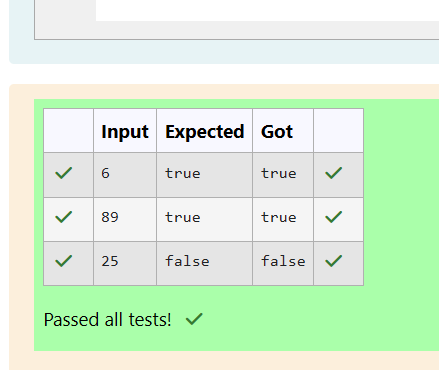 Input Expected Got
6 true true
89 true true
25 false false
Passed all tests!